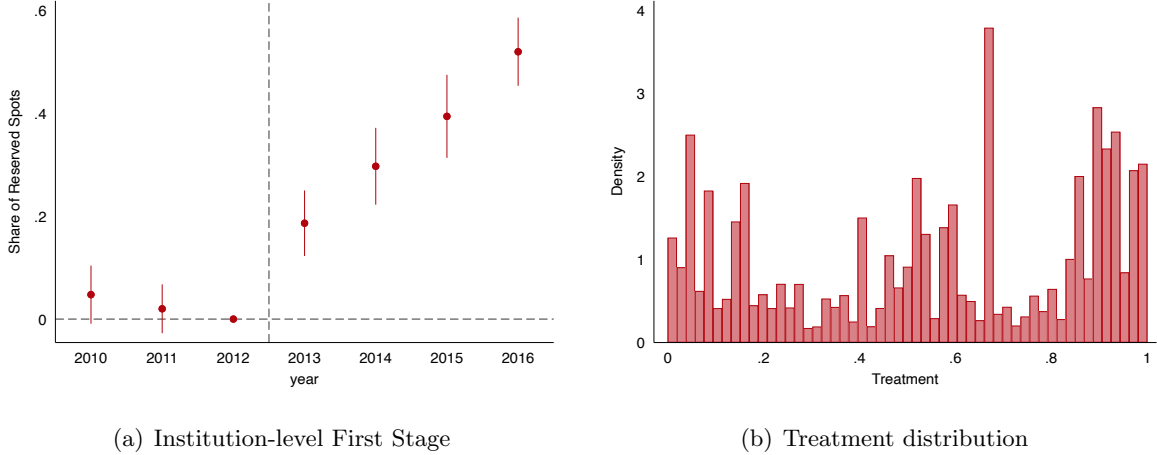 .6
.4
.2
0
Share of Reserved Spots
2010 2011 2012 2013 2014 2015 2016
year
(a) Institution-level First Stage
4
3
2
1
0
Density
0 .2 .4 .6 .8 1
Treatment
(b) Treatment distribution